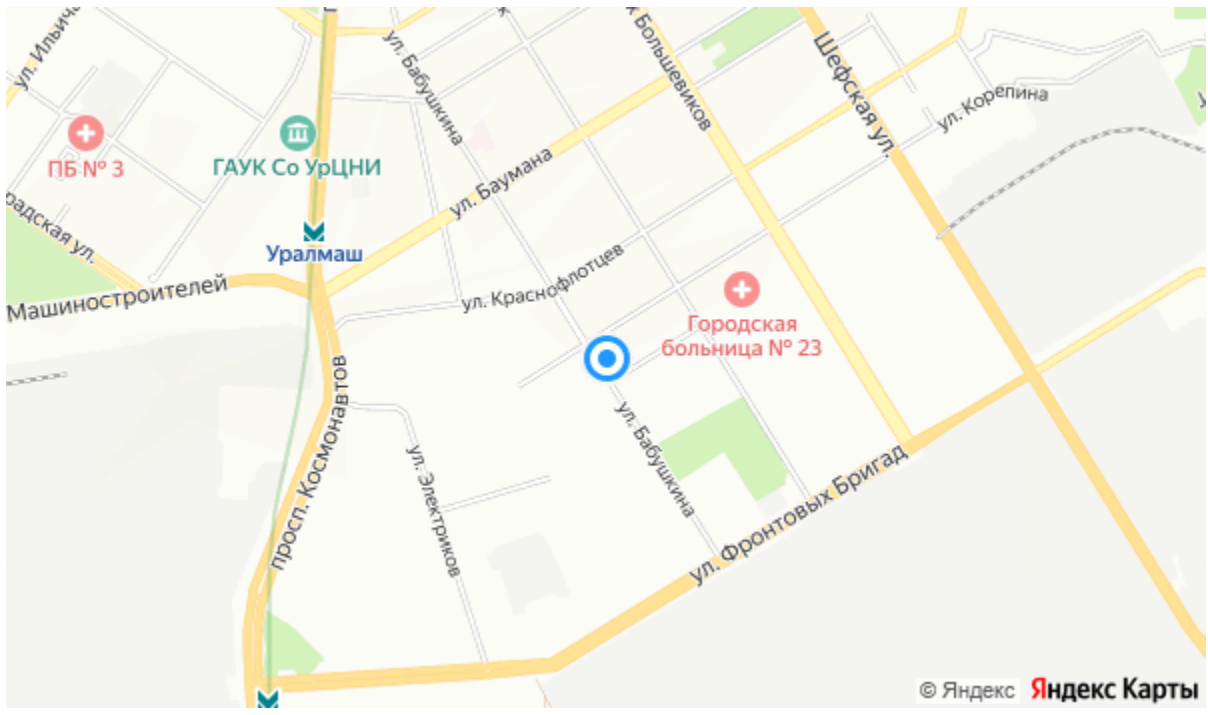 ул. Ильича
ул. Бабушкина
к Большевиков
Шефская ул.
ул. Корепина
ПБ № 3
ГАУК Со УрЦНИ
ул. Баумана
радская ул.
Уралмаш
Машиностроителей
ул. Краснофлотцев
Городская
больница № 23
просп. Космонавтов
ул. Электриков
ул. Бабушкина
ул. Фронтовых Бригад
© Яндекс Яндекс Карты